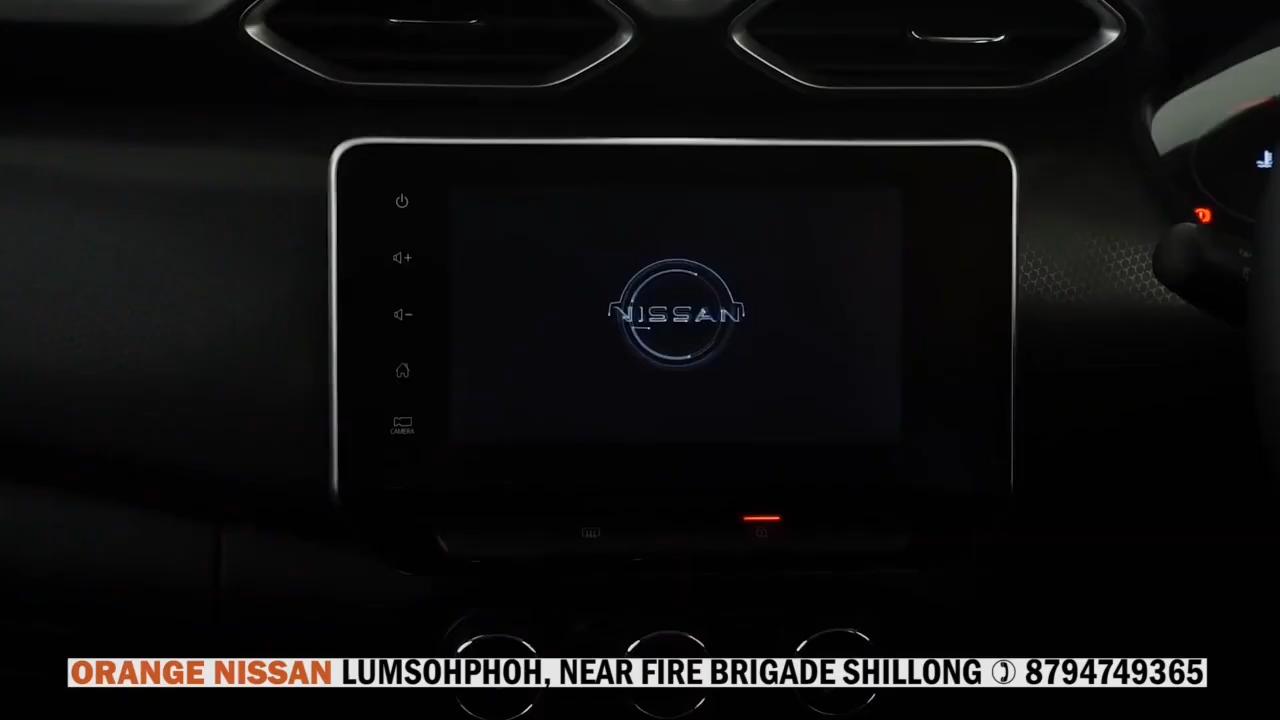 NISSAN
CAMERA
ORANGE NISSAN LUMSOHPHOH, NEAR FIRE BRIGADE SHILLONG ✆ 8794749365